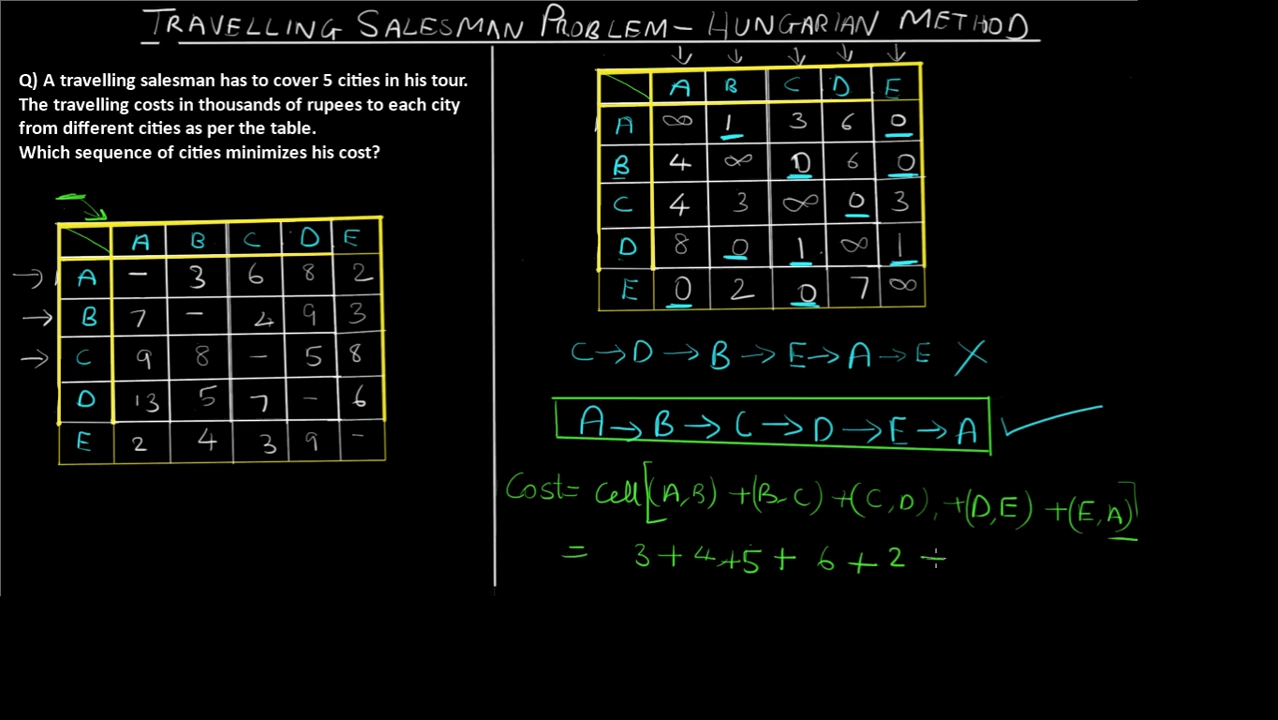 TRAVELLING SALESMAN PROBLEM - HUNGARIAN METHOD
Q) A travelling salesman has to cover 5 cities in his tour.
The travelling costs in thousands of rupees to each city
from different cities as per the table.
Which sequence of cities minimizes his cost?
A B C D E
A - 3 6 8 2
B 7 - 4 9 3
C 9 8 - 5 8
D 13 5 7 - 6
E 2 4 3 9 -
A B C D E
A ∞ 1 3 6 0
B 4 ∞ 0 6 0
C 4 3 ∞ 0 3
D 8 0 1 ∞ 1
E 0 2 0 7 ∞
C → D → B → E → A → E X
A → B → C → D → E → A ✓
Cost = Cell[(A,B) + (B,C) + (C,D) + (D,E) + (E,A)]
= 3 + 4 + 5 + 6 + 2 ÷